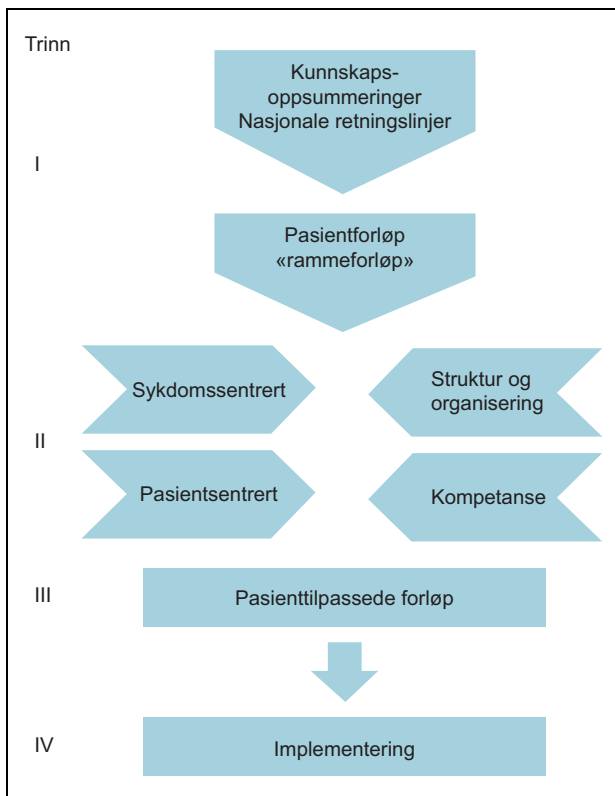 Trinn
Kunnskaps-
oppsummeringer
Nasjonale retningslinjer
I
Pasientforløp
«rammeforløp»
Sykdomssentrert
Struktur og
organisering
II
Pasientsentrert
Kompetanse
III
Pasienttilpassede forløp
IV
Implementering